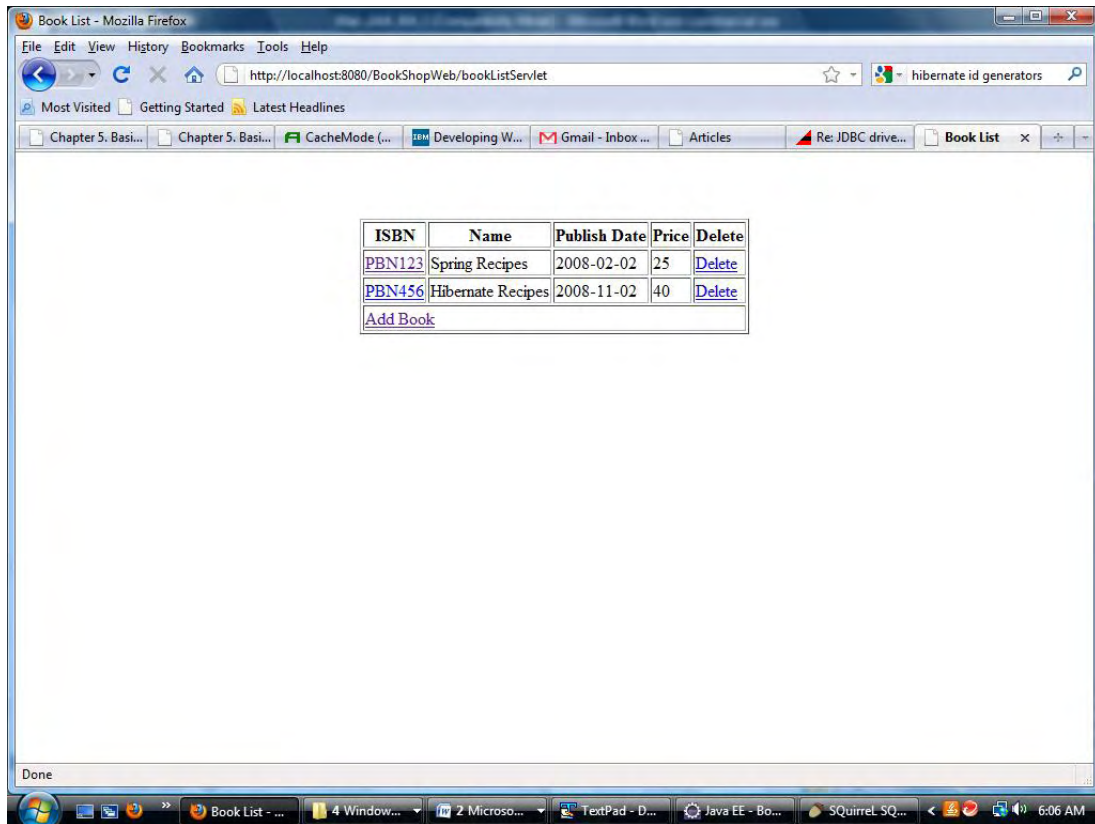 Book List - Mozilla Firefox
File Edit View History Bookmarks Tools Help
http://localhost:8080/BookShopWeb/bookListServlet
hibernate id generators
Most Visited Getting Started Latest Headlines
Chapter 5. Basi... Chapter 5. Basi... CacheMode (... IBM Developing W... Gmail - Inbox ... Articles Re: JDBC drive... Book List
ISBN Name Publish Date Price Delete
PBN123 Spring Recipes 2008-02-02 25 Delete
PBN456 Hibernate Recipes 2008-11-02 40 Delete
Add Book
Done
Book List - ... 4 Window... 2 Microso... TextPad - D... Java EE - Bo... SQuirreL SQ... 6:06 AM